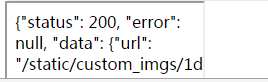 {"status": 200, "error":
null, "data": {"url":
"/static/custom_imgs/1d